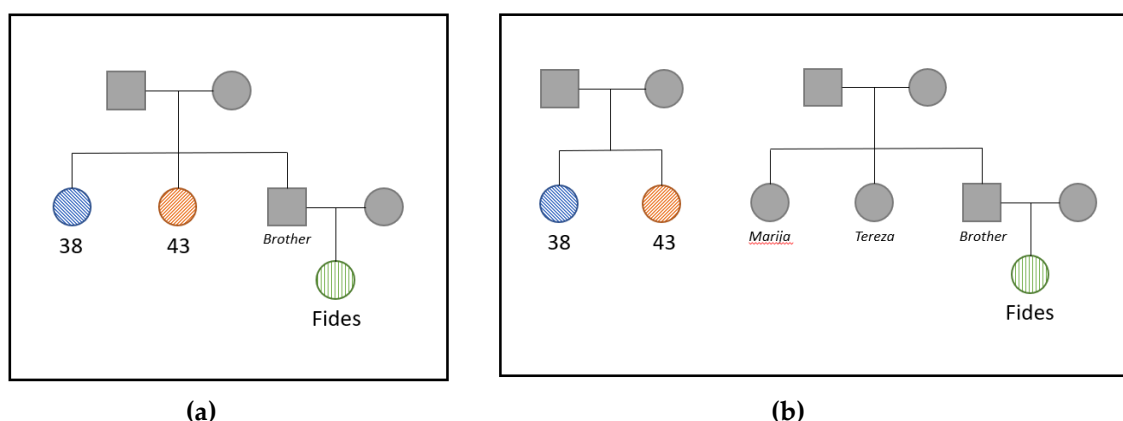 38
43
Brother
Fides
(a)
38
43
Marija
Tereza
Brother
Fides
(b)